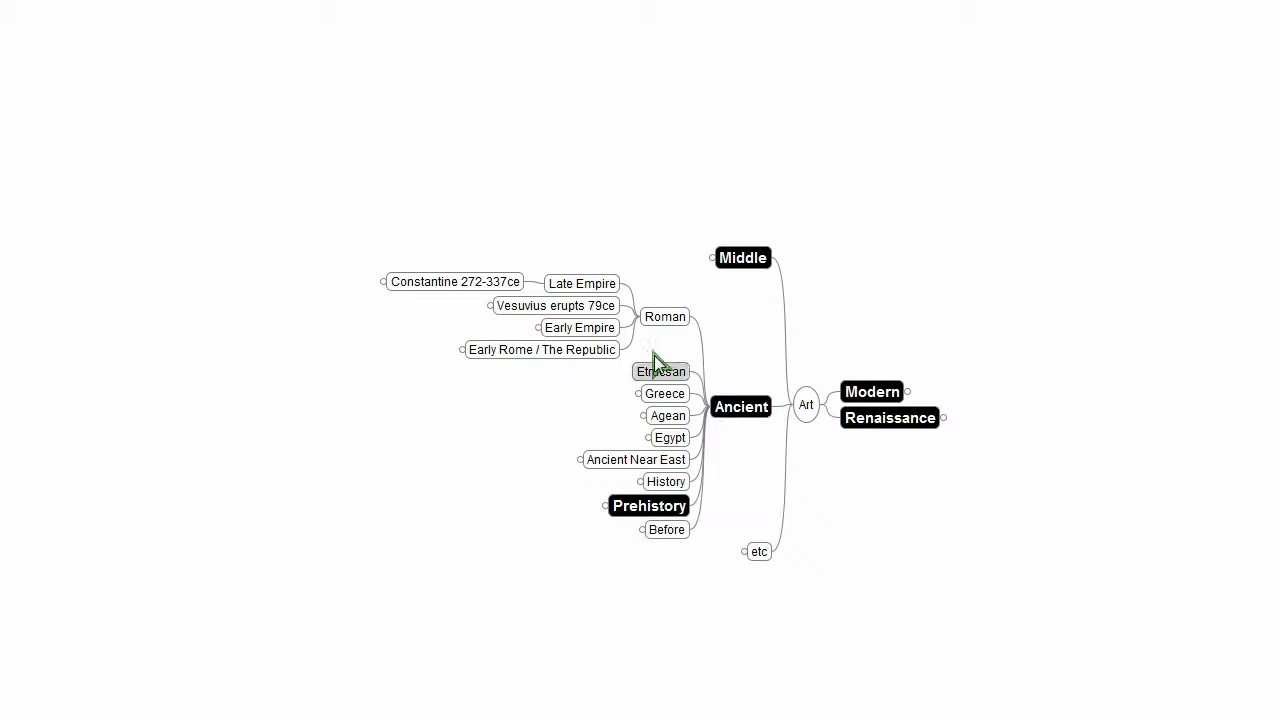 Middle
Constantine 272-337ce
Late Empire
Vesuvius erupts 79ce
Roman
Early Empire
Early Rome / The Republic
Greece
Modern
Art
Ancient
Agean
Renaissance
Egypt
Ancient Near East
History
Prehistory
Before
etc